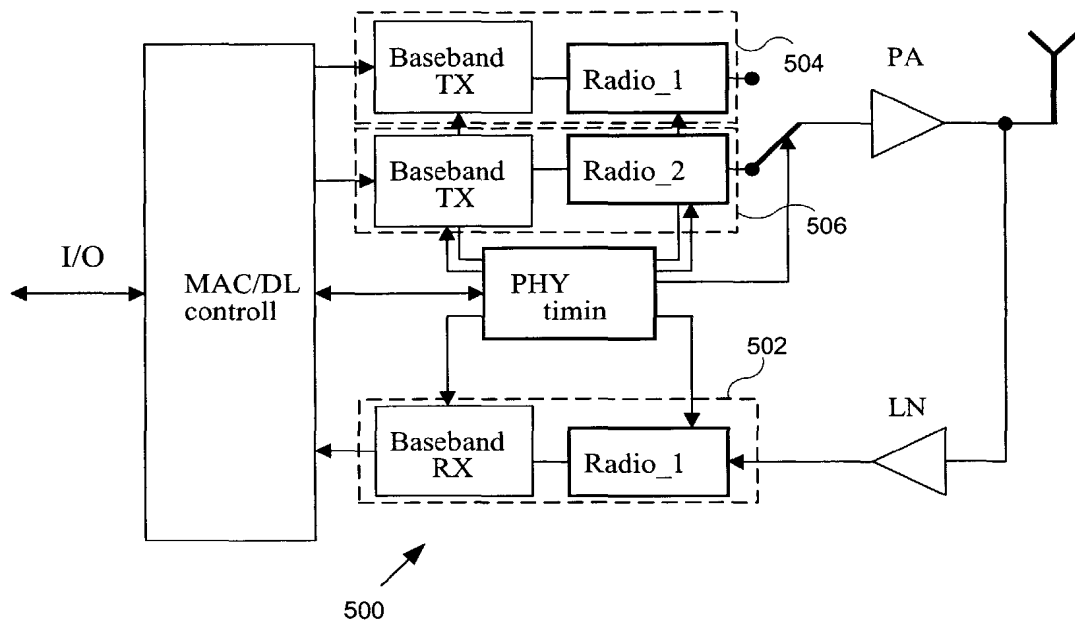 Baseband
TX
Radio_1
504
PA
Baseband
TX
Radio_2
506
I/O
MAC/DL
controll
PHY
timin
502
LN
Baseband
RX
Radio_1
500